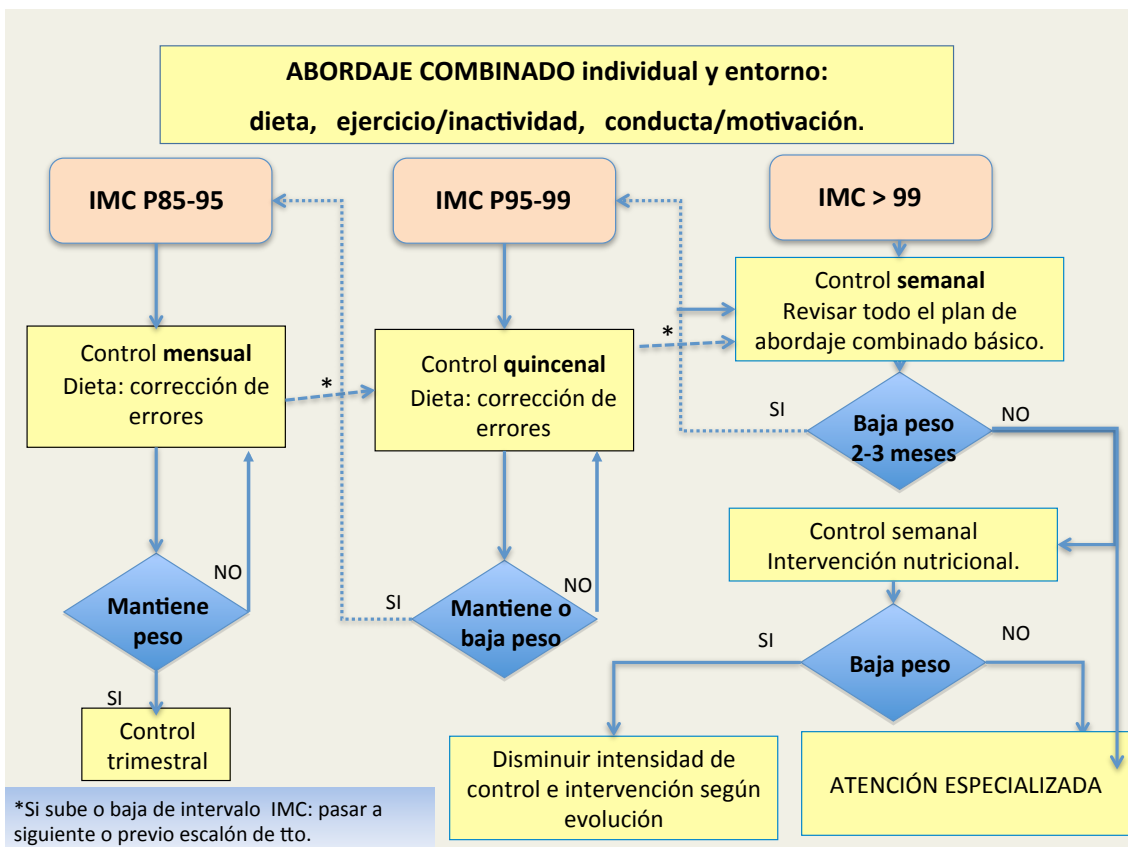 ABORDAJE COMBINADO individual y entorno:
dieta, ejercicio/inactividad, conducta/motivación.
IMC P85-95
IMC P95-99
IMC > 99
Control mensual
Dieta: corrección de
errores
*
Control quincenal
Dieta: corrección de
errores
*
Control semanal
Revisar todo el plan de
abordaje combinado básico.
SI
Baja peso
2-3 meses
NO
Control semanal
Intervención nutricional.
Mantiene
peso
NO
SI
Mantiene o
baja peso
NO
SI
Baja peso
NO
SI
Control
trimestral
Disminuir intensidad de
control e intervención según
evolución
ATENCIÓN ESPECIALIZADA
*Si sube o baja de intervalo IMC: pasar a
siguiente o previo escalón de tto.